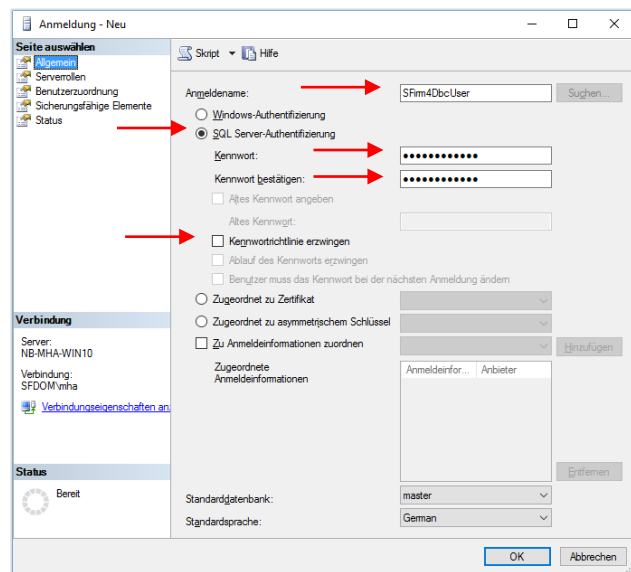 Anmeldung - Neu
Seite auswählen
Allgemein
Serverrollen
Benutzerzuordnung
Sicherungsfähige Elemente
Status
Skript
Hilfe
Anmeldename:
SFirm4DbcUser
Suchen...
Windows-Authentifizierung
SQL Server-Authentifizierung
Kennwort:
●●●●●●●●●●●●
Kennwort bestätigen:
●●●●●●●●●●●●
Altes Kennwort angeben
Altes Kennwort:
Kennwortrichtlinie erzwingen
Ablauf des Kennworts erzwingen
Benutzer muss das Kennwort bei der nächsten Anmeldung ändern
Zugeordnet zu Zertifikat
Zugeordnet zu asymmetrischem Schlüssel
Zu Anmeldeinformationen zuordnen
Hinzufügen
Zugeordnete
Anmeldeinformationen
Anmeldeinfor... Anbieter
Entfernen
Standarddatenbank:
master
Standardsprache:
German
Verbindung
Server:
NB-MHA-WIN10
Verbindung:
SFDOM\mha
Verbindungseigenschaften an
Status
Bereit
OK
Abbrechen